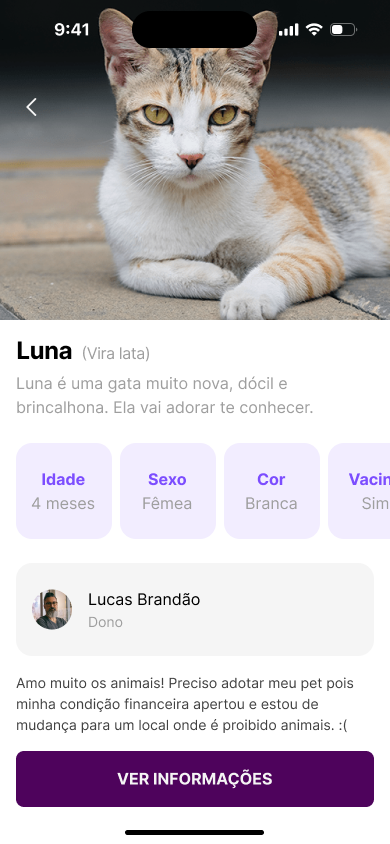 9:41
Luna (Vira lata)
Luna é uma gata muito nova, dócil e
brincalhona. Ela vai adorar te conhecer.
Idade
4 meses
Sexo
Fêmea
Cor
Branca
Vacin
Sim
Lucas Brandão
Dono
Amo muito os animais! Preciso adotar meu pet pois
minha condição financeira apertou e estou de
mudança para um local onde é proibido animais. :(
VER INFORMAÇÕES